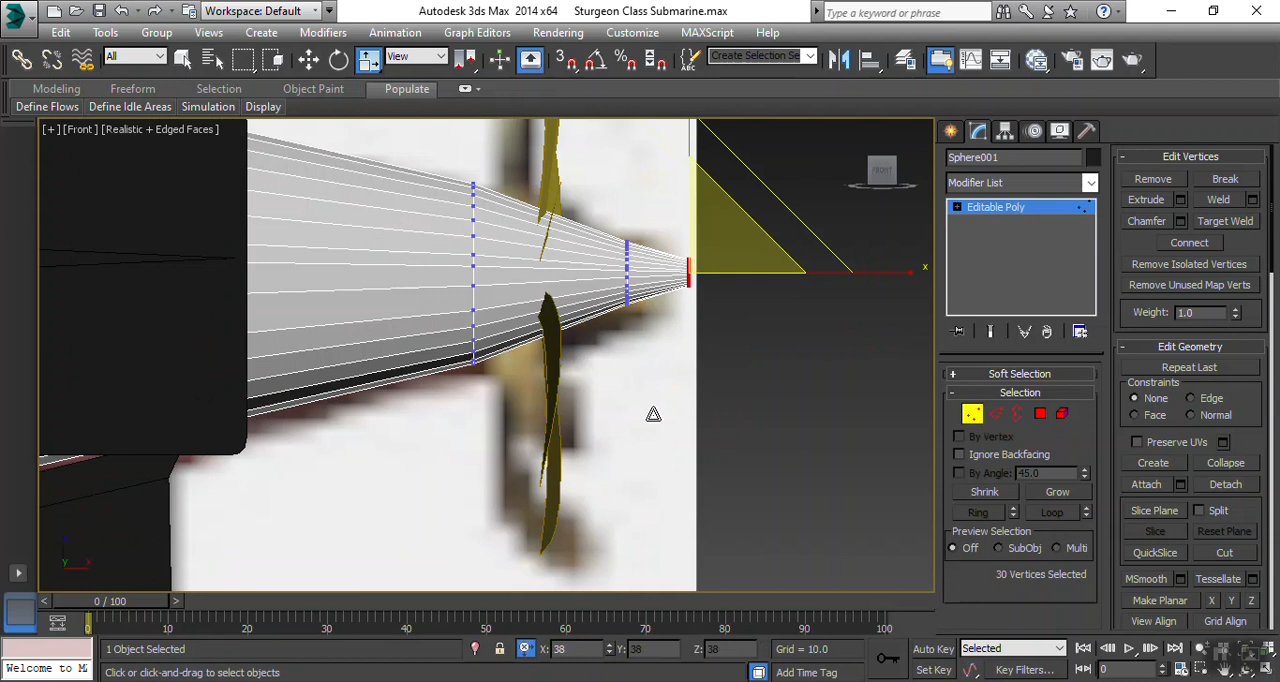 Workspace: Default
Autodesk 3ds Max 2014 x64
Sturgeon Class Submarine.max
Type a keyword or phrase
Edit Tools Group Views Create Modifiers Animation Graph Editors Rendering Customize MAXScript Help
All
View
3
Create Selection Se
Modeling Freeform Selection Object Paint Populate
Define Flows Define Idle Areas Simulation Display
[+] [Front] [Realistic + Edged Faces]
FRONT
x
z
y x
Sphere001
Modifier List
Editable Poly
Soft Selection
Selection
By Vertex
Ignore Backfacing
By Angle: 45.0
Shrink Grow
Ring Loop
Preview Selection
Off SubObj Multi
30 Vertices Selected
Edit Vertices
Remove Break
Extrude Weld
Chamfer Target Weld
Connect
Remove Isolated Vertices
Remove Unused Map Verts
Weight: 1.0
Edit Geometry
Repeat Last
Constraints
None Edge
Face Normal
Preserve UVs
Create Collapse
Attach Detach
Slice Plane Split
Slice Reset Plane
QuickSlice Cut
MSmooth Tessellate
Make Planar X Y Z
View Align Grid Align
0 / 100
0 10 20 30 40 50 60 70 80 90 100
1 Object Selected
X: 38 Y: 38 Z: 38
Grid = 10.0
Auto Key Selected
Welcome to M
Click or click-and-drag to select objects
Add Time Tag
Set Key Key Filters...
0